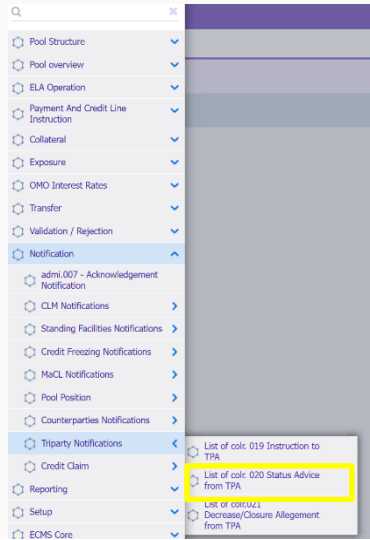 Pool Structure
Pool overview
ELA Operation
Payment And Credit Line
Instruction
Collateral
Exposure
OMO Interest Rates
Transfer
Validation / Rejection
Notification
admi.007 - Acknowledgement
Notification
CLM Notifications
Standing Facilities Notifications
Credit Freezing Notifications
MaCL Notifications
Pool Position
Counterparties Notifications
Triparty Notifications
Credit Claim
Reporting
Setup
ECMS Core
List of colr. 019 Instruction to
TPA
List of colr. 020 Status Advice
from TPA
List of colr.021
Decrease/Closure Allegement
from TPA